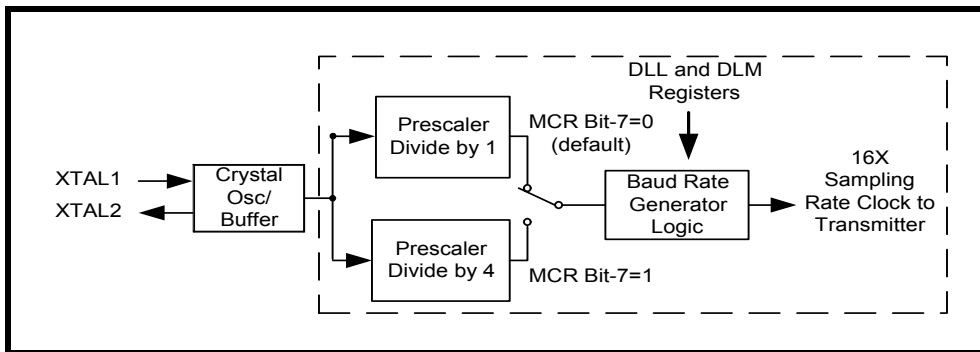 DLL and DLM
Registers
Prescaler
Divide by 1
MCR Bit-7=0
(default)
XTAL1
XTAL2
Crystal
Osc/
Buffer
Baud Rate
Generator
Logic
16X
Sampling
Rate Clock to
Transmitter
Prescaler
Divide by 4
MCR Bit-7=1